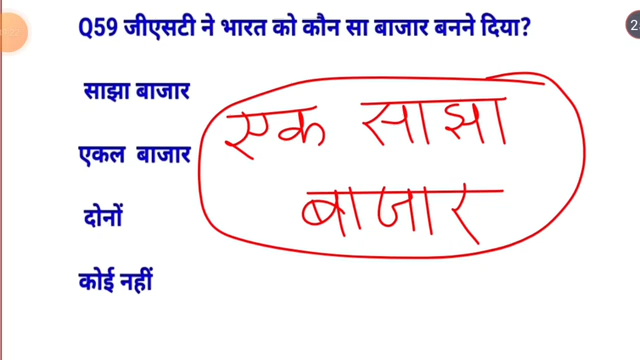 Q59 जीएसटी ने भारत को कौन सा बाजार बनने दिया?
साझा बाजार
एकल बाजार
दोनों
कोई नहीं
एक साझा
बाजार